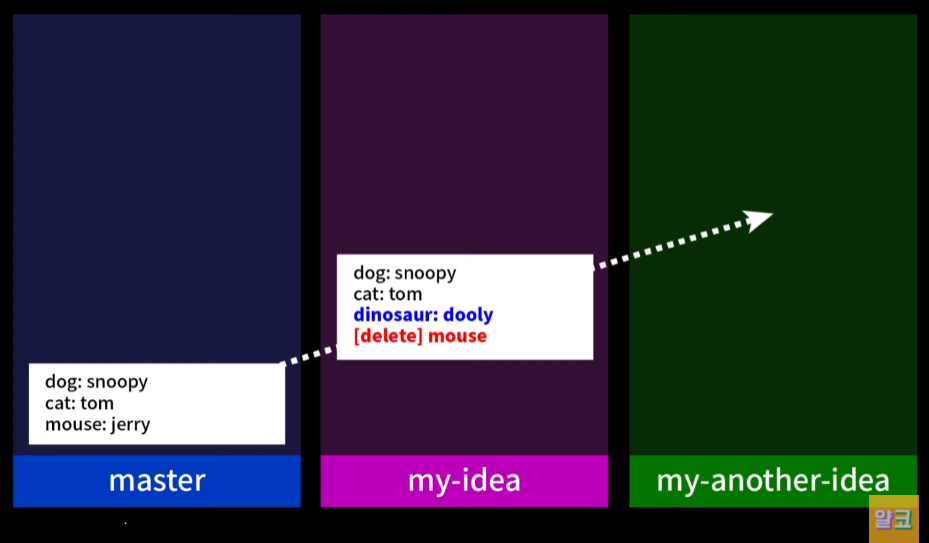 dog: snoopy
cat: tom
dinosaur: dooly
[delete] mouse
dog: snoopy
cat: tom
mouse: jerry
master
my-idea
my-another-idea
얄코